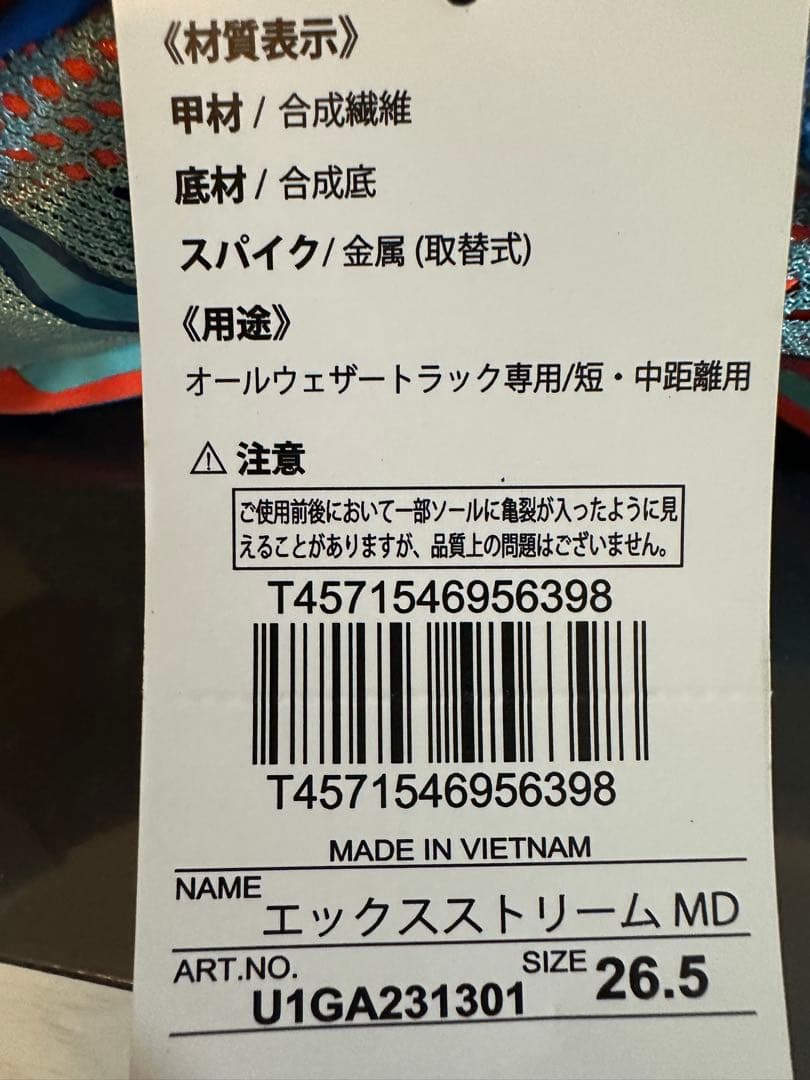 《材質表示》
甲材 / 合成繊維
底材 / 合成底
スパイク / 金属 (取替式)
《用途》
オールウェザートラック専用/短・中距離用
⚠ 注意
ご使用前後において一部ソールに亀裂が入ったように見
えることがありますが、品質上の問題はございません。
T4571546956398
T4571546956398
MADE IN VIETNAM
NAME エックスストリーム MD
ART.NO. U1GA231301 SIZE 26.5